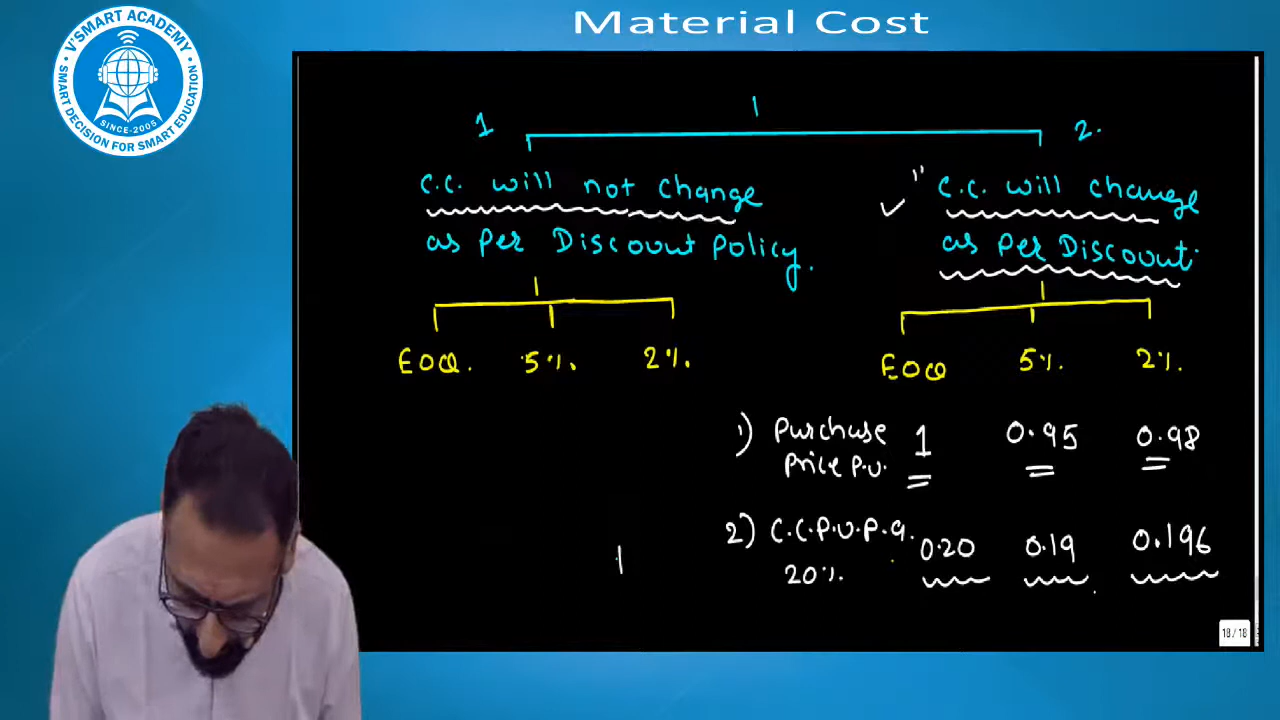 Material Cost
V'SMART ACADEMY
SINCE-2005
SMART DECISION FOR SMART EDUCATION
1
1
2.
C.C. will not change
as per Discount Policy.
✓ " C.C. will change
as per Discount
EOQ. 5%. 2%.
EOQ 5%. 2%.
1) Purchase 1 0.95 0.98
Price P.U.
2) C.C.P.U.P.a. 0.20 0.19 0.196
20%.
1
18/18